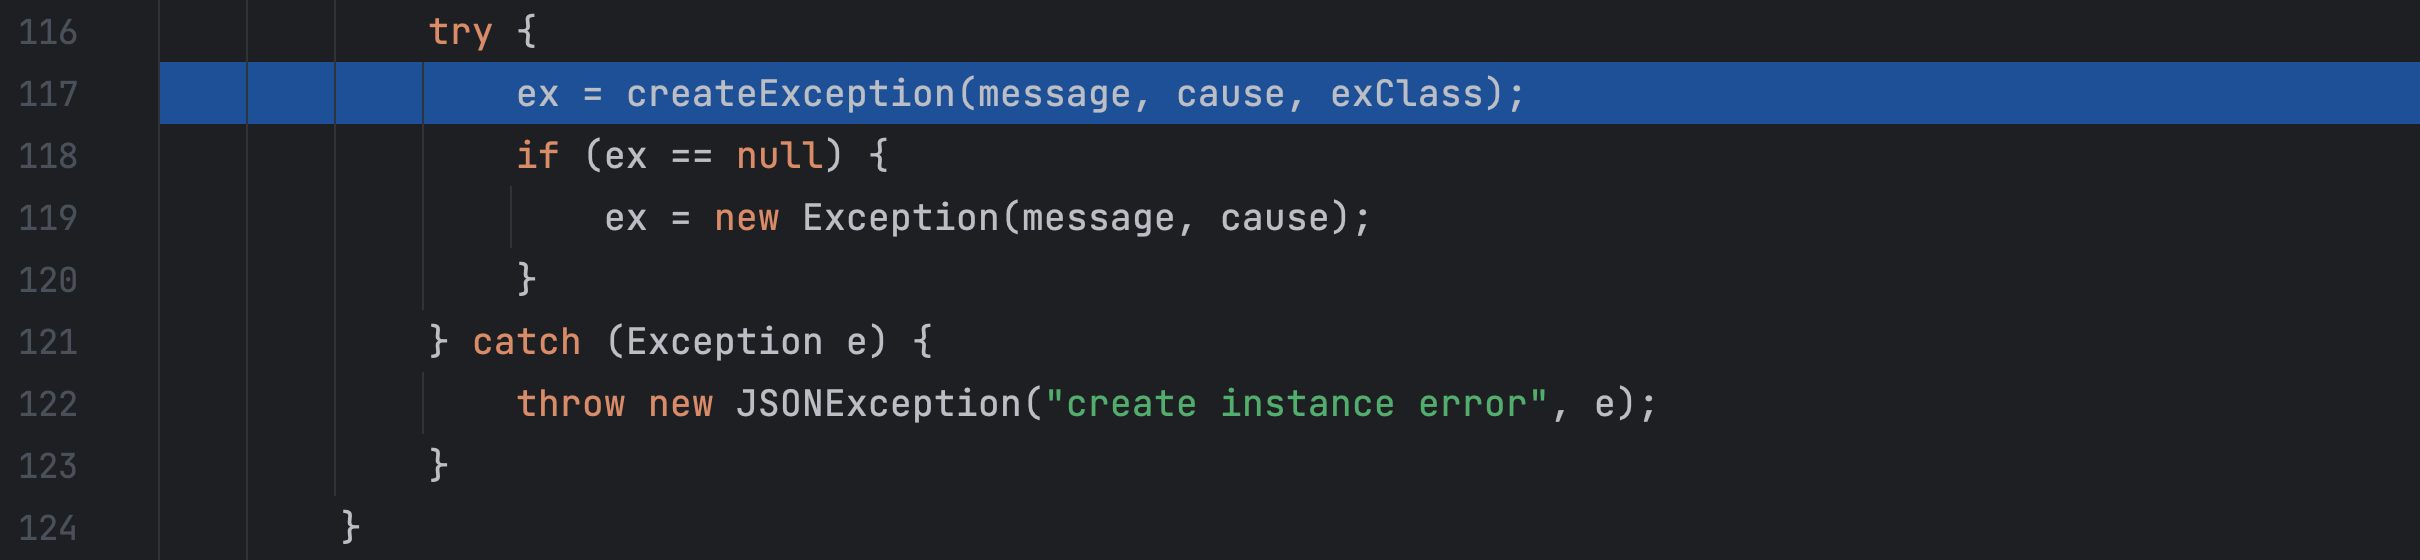 116 try {
117 ex = createException(message, cause, exClass);
118 if (ex == null) {
119 ex = new Exception(message, cause);
120 }
121 } catch (Exception e) {
122 throw new JSONException("create instance error", e);
123 }
124 }